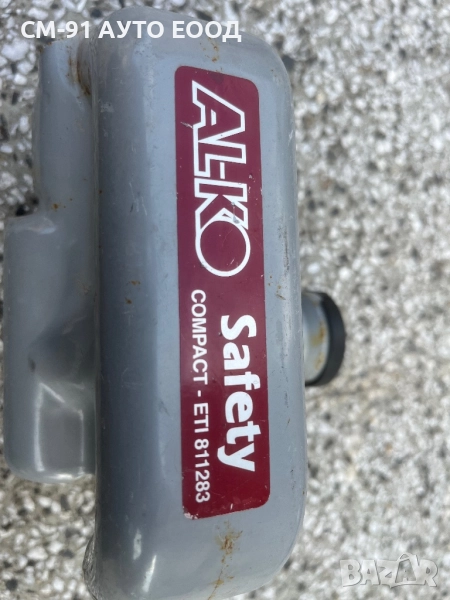 СМ-91 АУТО ЕООД
AL-KO
Safety
COMPACT - ETI 811283
BAZAR